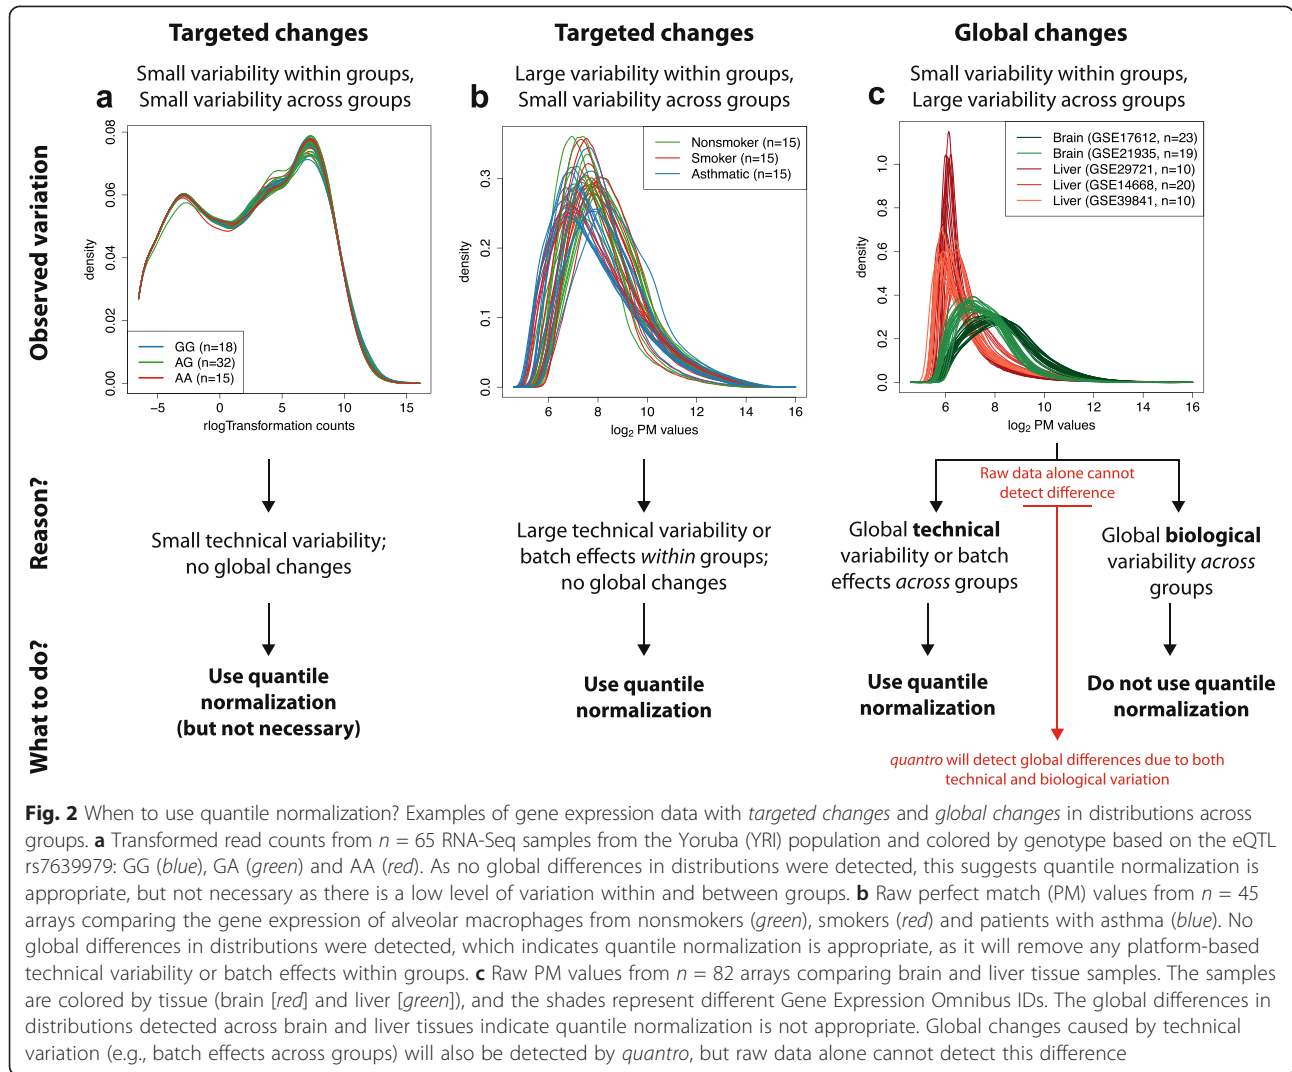 Targeted changes
Small variability within groups,
Small variability across groups
Targeted changes
Large variability within groups,
Small variability across groups
Global changes
Small variability within groups,
Large variability across groups
Observed variation
a
density
0.00
0.02
0.04
0.06
0.08
GG (n=18)
AG (n=32)
AA (n=15)
−5
0
5
10
15
rlogTransformation counts
b
density
0.0
0.1
0.2
0.3
Nonsmoker (n=15)
Smoker (n=15)
Asthmatic (n=15)
6
8
10
12
14
16
log2 PM values
c
density
0.0
0.2
0.4
0.6
0.8
1.0
Brain (GSE17612, n=23)
Brain (GSE21935, n=19)
Liver (GSE29721, n=10)
Liver (GSE14668, n=20)
Liver (GSE39841, n=10)
6
8
10
12
14
16
log2 PM values
Reason?
Small technical variability;
no global changes
Large technical variability or
batch effects within groups;
no global changes
Raw data alone cannot
detect difference
Global technical
variability or batch
effects across groups
Global biological
variability across
groups
What to do?
Use quantile
normalization
(but not necessary)
Use quantile
normalization
Use quantile
normalization
Do not use quantile
normalization
quantro will detect global differences due to both
technical and biological variation
Fig. 2 When to use quantile normalization? Examples of gene expression data with targeted changes and global changes in distributions across
groups. a Transformed read counts from n = 65 RNA-Seq samples from the Yoruba (YRI) population and colored by genotype based on the eQTL
rs7639979: GG (blue), GA (green) and AA (red). As no global differences in distributions were detected, this suggests quantile normalization is
appropriate, but not necessary as there is a low level of variation within and between groups. b Raw perfect match (PM) values from n = 45
arrays comparing the gene expression of alveolar macrophages from nonsmokers (green), smokers (red) and patients with asthma (blue). No
global differences in distributions were detected, which indicates quantile normalization is appropriate, as it will remove any platform-based
technical variability or batch effects within groups. c Raw PM values from n = 82 arrays comparing brain and liver tissue samples. The samples
are colored by tissue (brain [red] and liver [green]), and the shades represent different Gene Expression Omnibus IDs. The global differences in
distributions detected across brain and liver tissues indicate quantile normalization is not appropriate. Global changes caused by technical
variation (e.g., batch effects across groups) will also be detected by quantro, but raw data alone cannot detect this difference